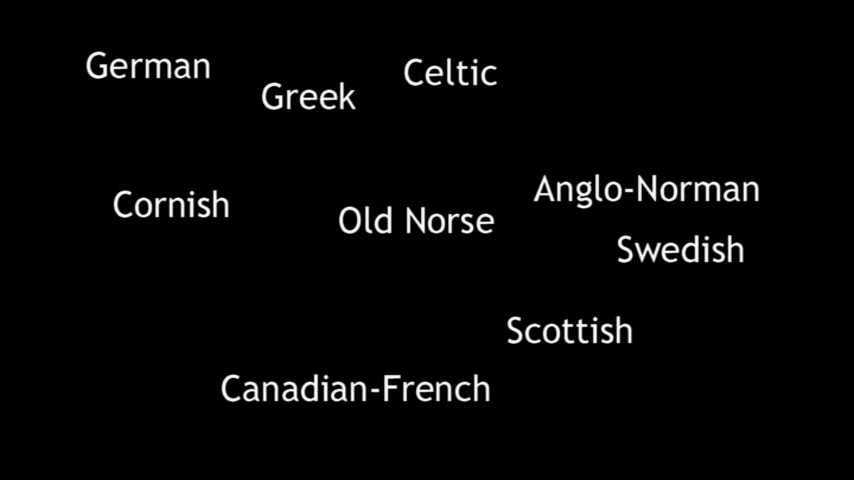 German
Greek
Celtic
Cornish
Old Norse
Anglo-Norman
Swedish
Scottish
Canadian-French